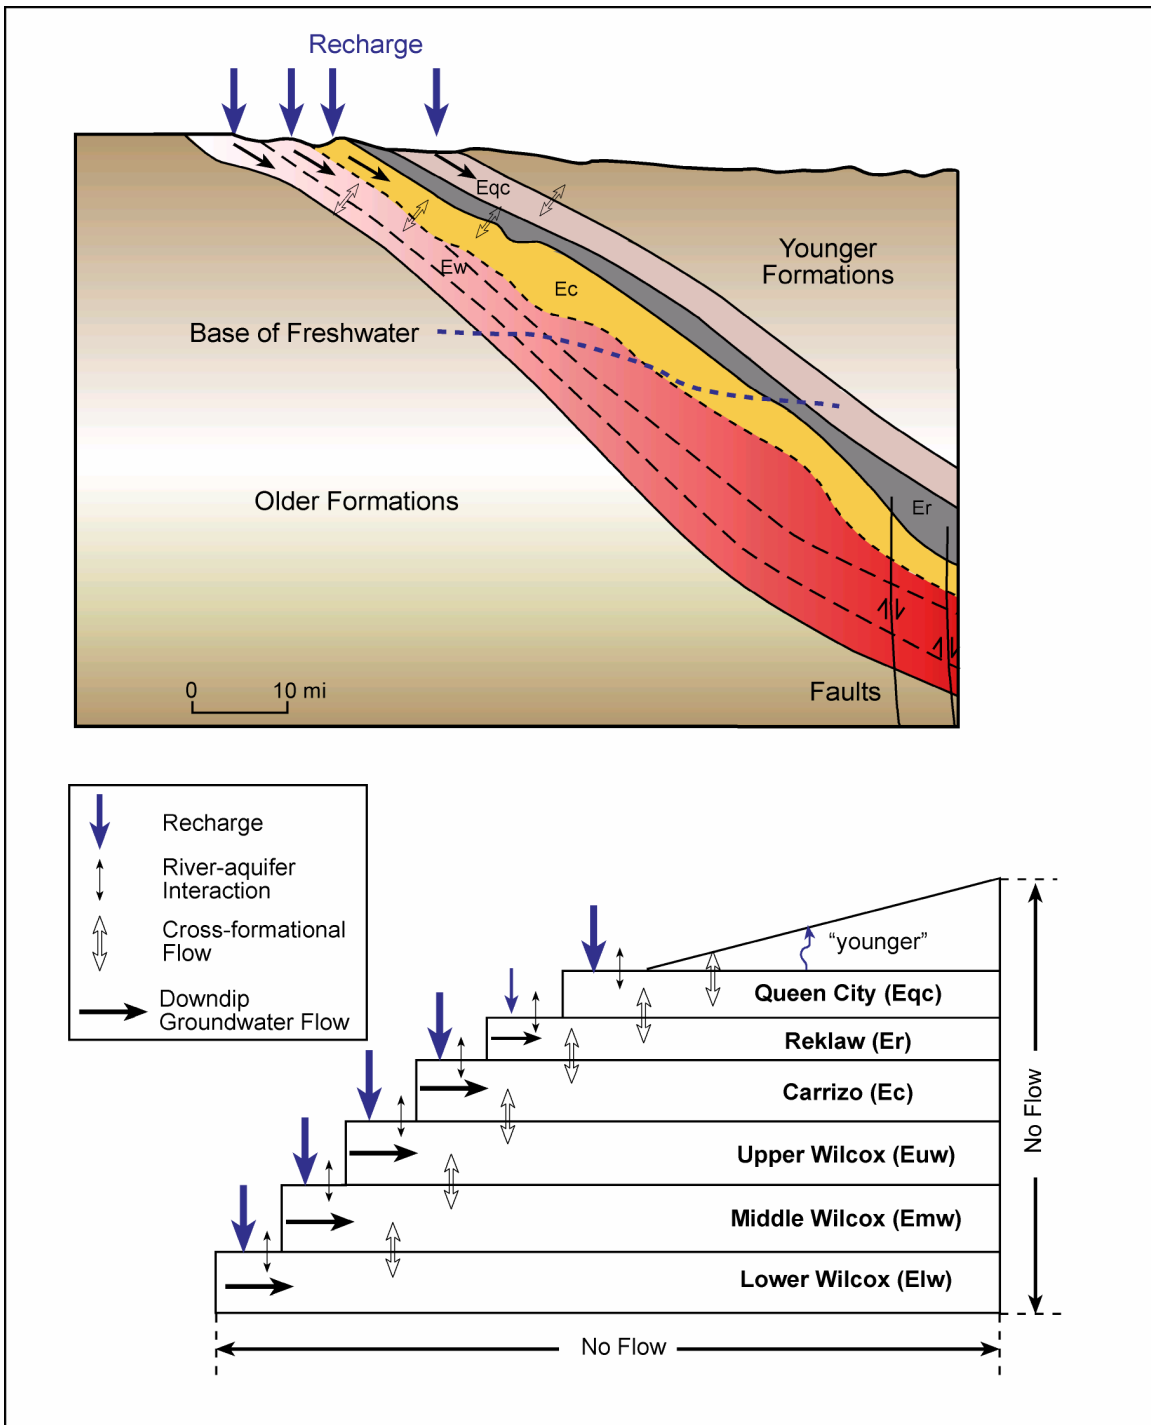 Recharge
Eqc
Younger
Formations
Ew
Ec
Base of Freshwater
Older Formations
Er
0 10 mi
Faults
Recharge
River-aquifer
Interaction
Cross-formational
Flow
Downdip
Groundwater Flow
"younger"
Queen City (Eqc)
Reklaw (Er)
Carrizo (Ec)
Upper Wilcox (Euw)
Middle Wilcox (Emw)
Lower Wilcox (Elw)
No Flow
No Flow